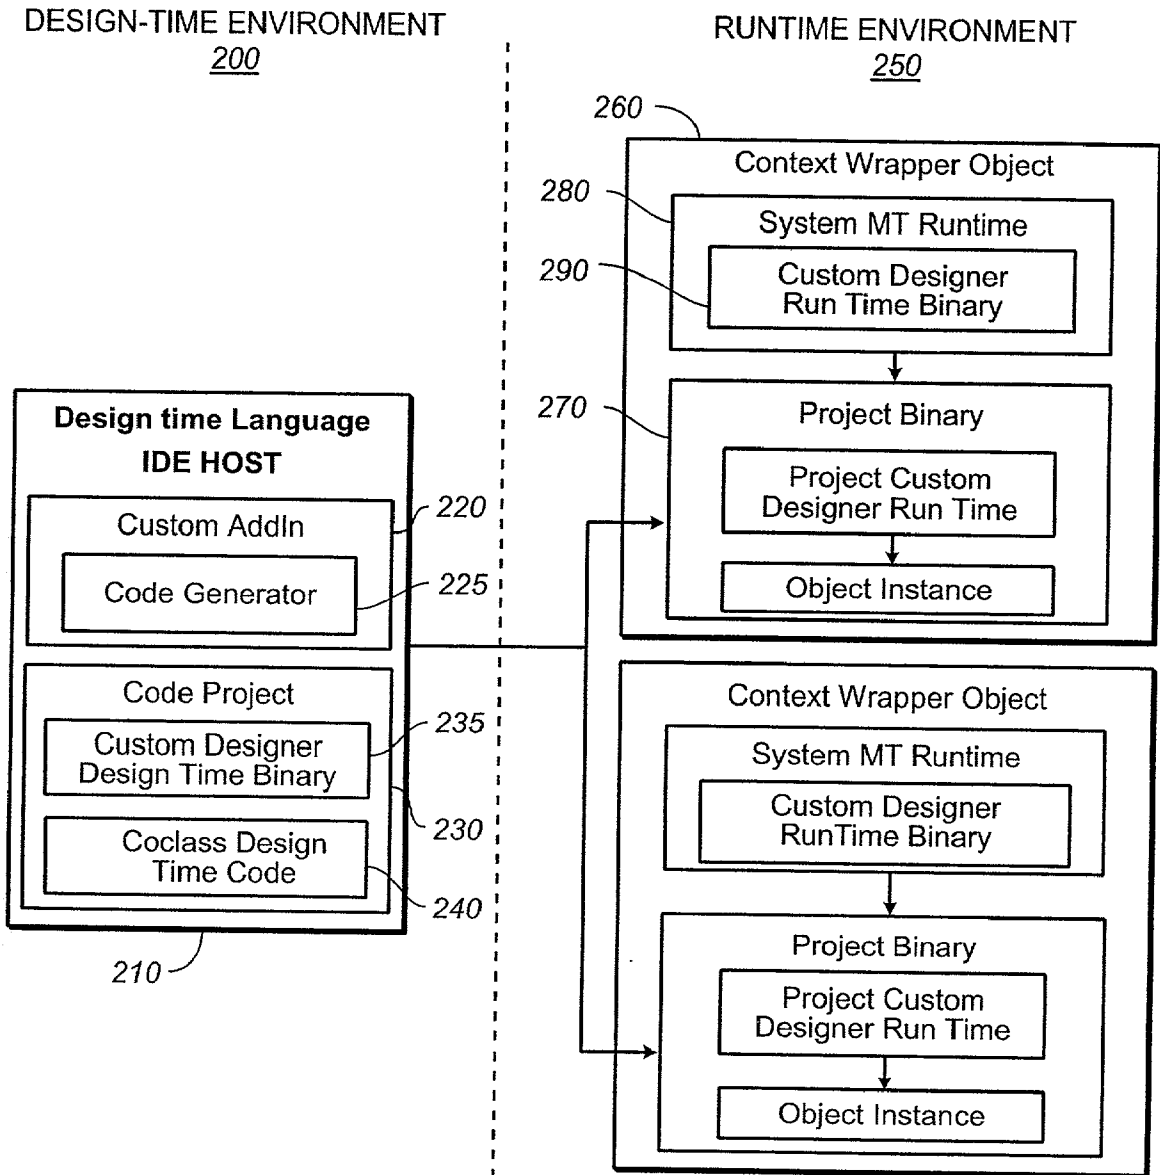 DESIGN-TIME ENVIRONMENT
200
RUNTIME ENVIRONMENT
250
260
Context Wrapper Object
280
System MT Runtime
290
Custom Designer
Run Time Binary
270
Project Binary
Project Custom
Designer Run Time
Object Instance
Design time Language
IDE HOST
Custom AddIn
220
Code Generator
225
Code Project
235
Custom Designer
Design Time Binary
230
Coclass Design
Time Code
240
210
Context Wrapper Object
System MT Runtime
Custom Designer
RunTime Binary
Project Binary
Project Custom
Designer Run Time
Object Instance